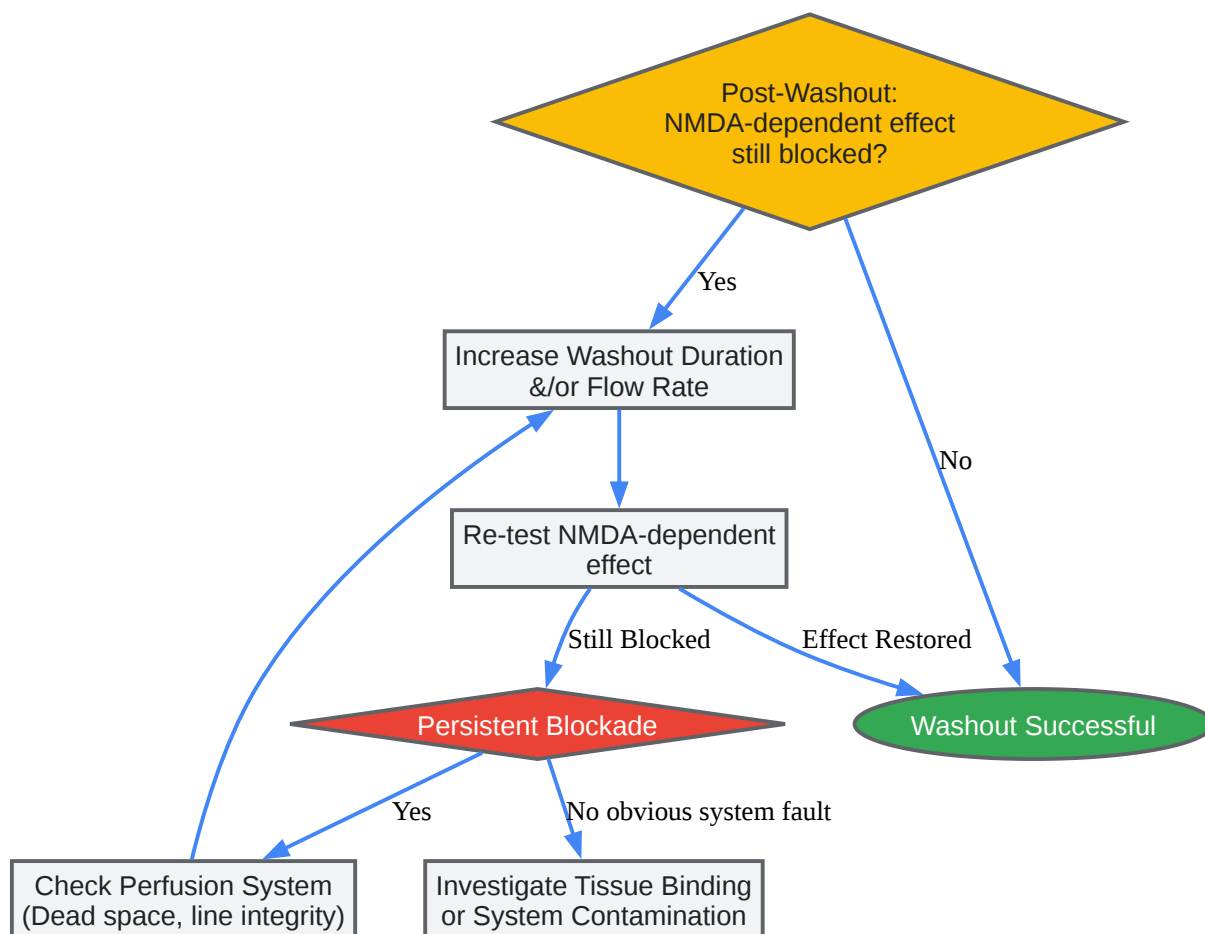 Post-Washout:
NMDA-dependent effect
still blocked?
Yes
Increase Washout Duration
&/or Flow Rate
No
Re-test NMDA-dependent
effect
Still Blocked
Effect Restored
Persistent Blockade
Washout Successful
Yes
No obvious system fault
Check Perfusion System
(Dead space, line integrity)
Investigate Tissue Binding
or System Contamination